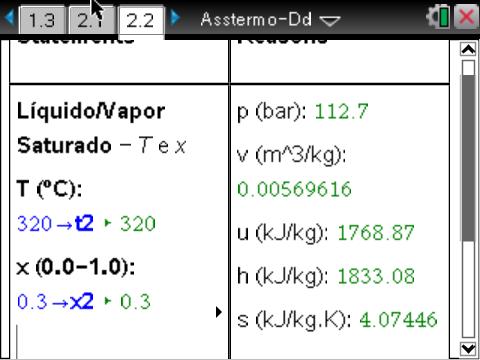 1.3 2.1 2.2 Asstermo-Dd
Statements Reasons
Líquido/Vapor
Saturado – T e x
T (ºC):
320→t2 ▸ 320
x (0.0–1.0):
0.3→x2 ▸ 0.3
p (bar): 112.7
v (m^3/kg):
0.00569616
u (kJ/kg): 1768.87
h (kJ/kg): 1833.08
s (kJ/kg.K): 4.07446